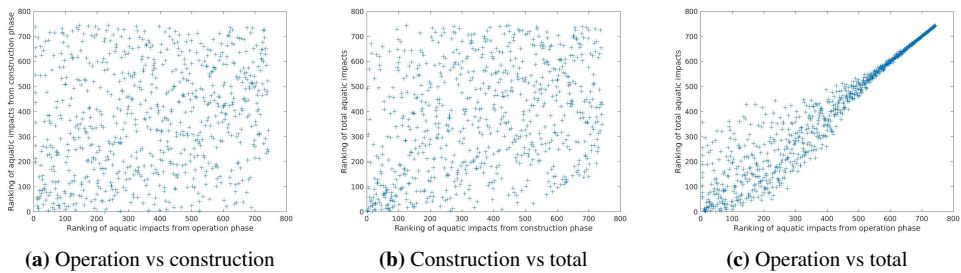 800
700
600
500
400
300
200
100
0
Ranking of aquatic impacts from construction phase
0 100 200 300 400 500 600 700 800
Ranking of aquatic impacts from operation phase
(a) Operation vs construction
800
700
600
500
400
300
200
100
0
Ranking of total aquatic impacts
0 100 200 300 400 500 600 700 800
Ranking of aquatic impacts from construction phase
(b) Construction vs total
800
700
600
500
400
300
200
100
0
Ranking of total aquatic impacts
0 100 200 300 400 500 600 700 800
Ranking of aquatic impacts from operation phase
(c) Operation vs total